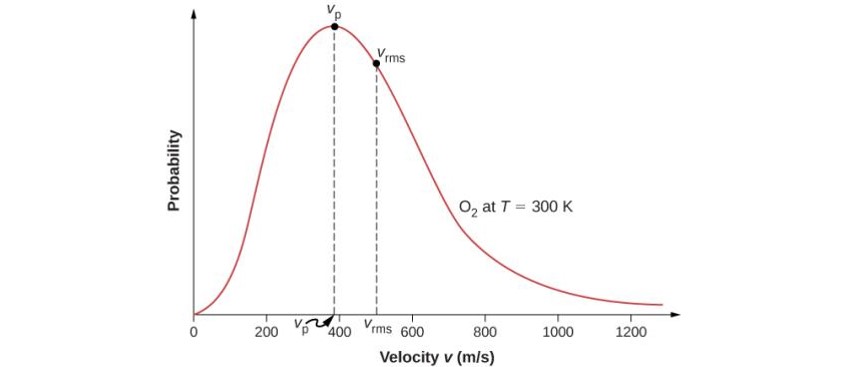 vp
vrms
Probability
O2 at T = 300 K
0 200 vp 400 vrms 600 800 1000 1200
Velocity v (m/s)